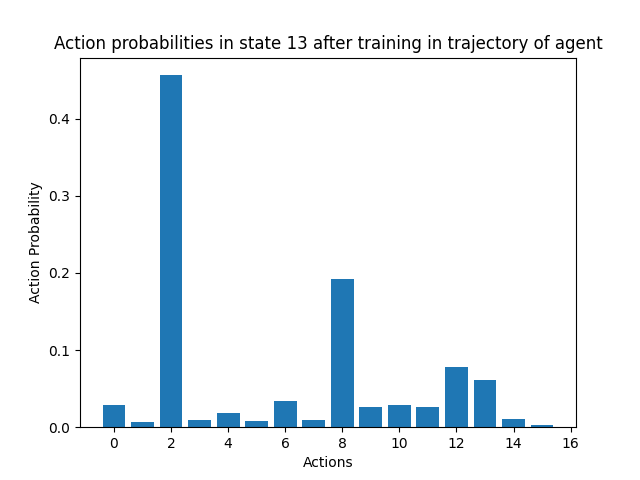 Action probabilities in state 13 after training in trajectory of agent
Action Probability
0.4
0.3
0.2
0.1
0.0
0 2 4 6 8 10 12 14 16
Actions